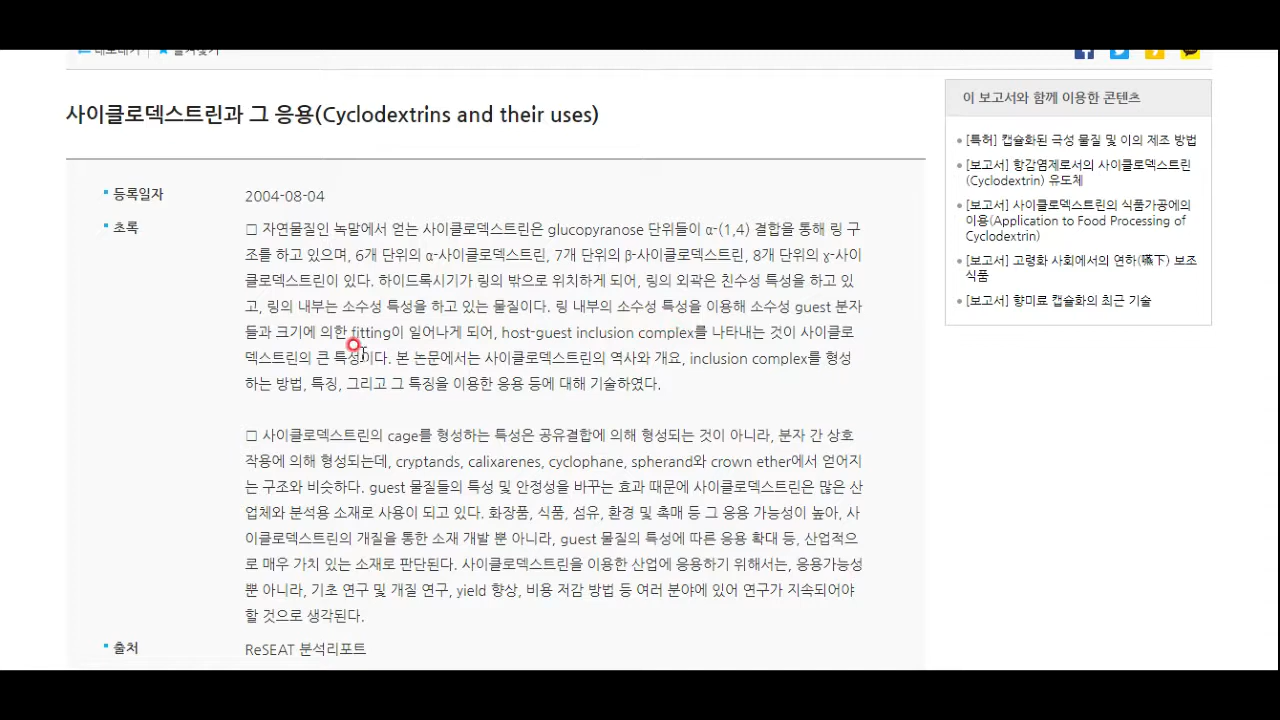 내보내기
즐겨찾기
사이클로덱스트린과 그 응용(Cyclodextrins and their uses)
등록일자
2004-08-04
초록
□ 자연물질인 녹말에서 얻는 사이클로덱스트린은 glucopyranose 단위들이 α-(1,4) 결합을 통해 링 구
조를 하고 있으며, 6개 단위의 α-사이클로덱스트린, 7개 단위의 β-사이클로덱스트린, 8개 단위의 ɣ-사이
클로덱스트린이 있다. 하이드록시기가 링의 밖으로 위치하게 되어, 링의 외곽은 친수성 특성을 하고 있
고, 링의 내부는 소수성 특성을 하고 있는 물질이다. 링 내부의 소수성 특성을 이용해 소수성 guest 분자
들과 크기에 의한 fitting이 일어나게 되어, host-guest inclusion complex를 나타내는 것이 사이클로
덱스트린의 큰 특성이다. 본 논문에서는 사이클로덱스트린의 역사와 개요, inclusion complex를 형성
하는 방법, 특징, 그리고 그 특징을 이용한 응용 등에 대해 기술하였다.
□ 사이클로덱스트린의 cage를 형성하는 특성은 공유결합에 의해 형성되는 것이 아니라, 분자 간 상호
작용에 의해 형성되는데, cryptands, calixarenes, cyclophane, spherand와 crown ether에서 얻어지
는 구조와 비슷하다. guest 물질들의 특성 및 안정성을 바꾸는 효과 때문에 사이클로덱스트린은 많은 산
업체와 분석용 소재로 사용이 되고 있다. 화장품, 식품, 섬유, 환경 및 촉매 등 그 응용 가능성이 높아, 사
이클로덱스트린의 개질을 통한 소재 개발 뿐 아니라, guest 물질의 특성에 따른 응용 확대 등, 산업적으
로 매우 가치 있는 소재로 판단된다. 사이클로덱스트린을 이용한 산업에 응용하기 위해서는, 응용가능성
뿐 아니라, 기초 연구 및 개질 연구, yield 향상, 비용 저감 방법 등 여러 분야에 있어 연구가 지속되어야
할 것으로 생각된다.
출처
ReSEAT 분석리포트
이 보고서와 함께 이용한 콘텐츠
[특허] 캡슐화된 극성 물질 및 이의 제조 방법
[보고서] 항감염제로서의 사이클로덱스트린
(Cyclodextrin) 유도체
[보고서] 사이클로덱스트린의 식품가공에의
이용(Application to Food Processing of
Cyclodextrin)
[보고서] 고령화 사회에서의 연하(嚥下) 보조
식품
[보고서] 향미료 캡슐화의 최근 기술